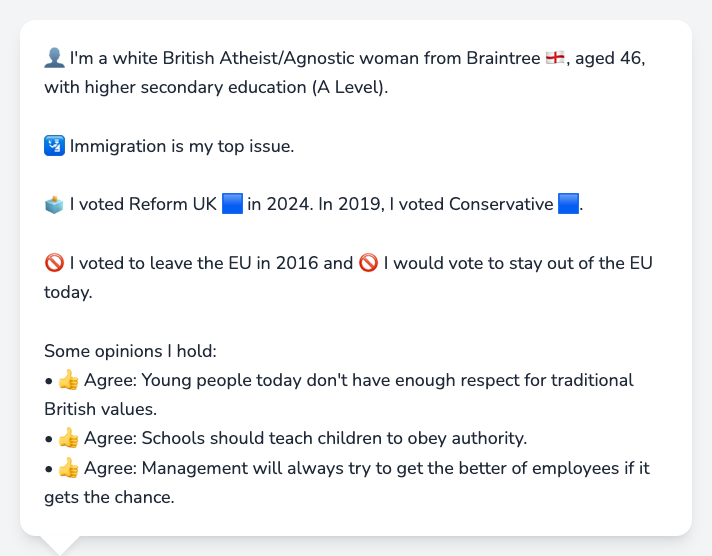 👤 I'm a white British Atheist/Agnostic woman from Braintree 🏴󠁧󠁢󠁥󠁮󠁧󠁿, aged 46,
with higher secondary education (A Level).
🛂 Immigration is my top issue.
🗳️ I voted Reform UK 🟦 in 2024. In 2019, I voted Conservative 🟦.
🚫 I voted to leave the EU in 2016 and 🚫 I would vote to stay out of the EU
today.
Some opinions I hold:
• 👍 Agree: Young people today don't have enough respect for traditional
British values.
• 👍 Agree: Schools should teach children to obey authority.
• 👍 Agree: Management will always try to get the better of employees if it
gets the chance.